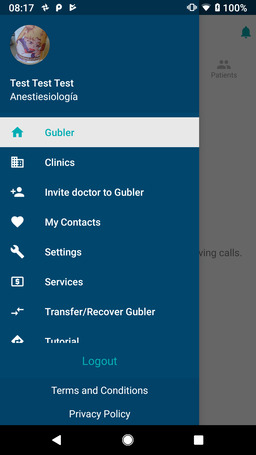 08:17
100%
Test Test Test
Anestiesiología
Patients
Gubler
Clinics
Invite doctor to Gubler
My Contacts
Settings
ving calls.
Services
Transfer/Recover Gubler
Tutorial
Logout
Terms and Conditions
Privacy Policy